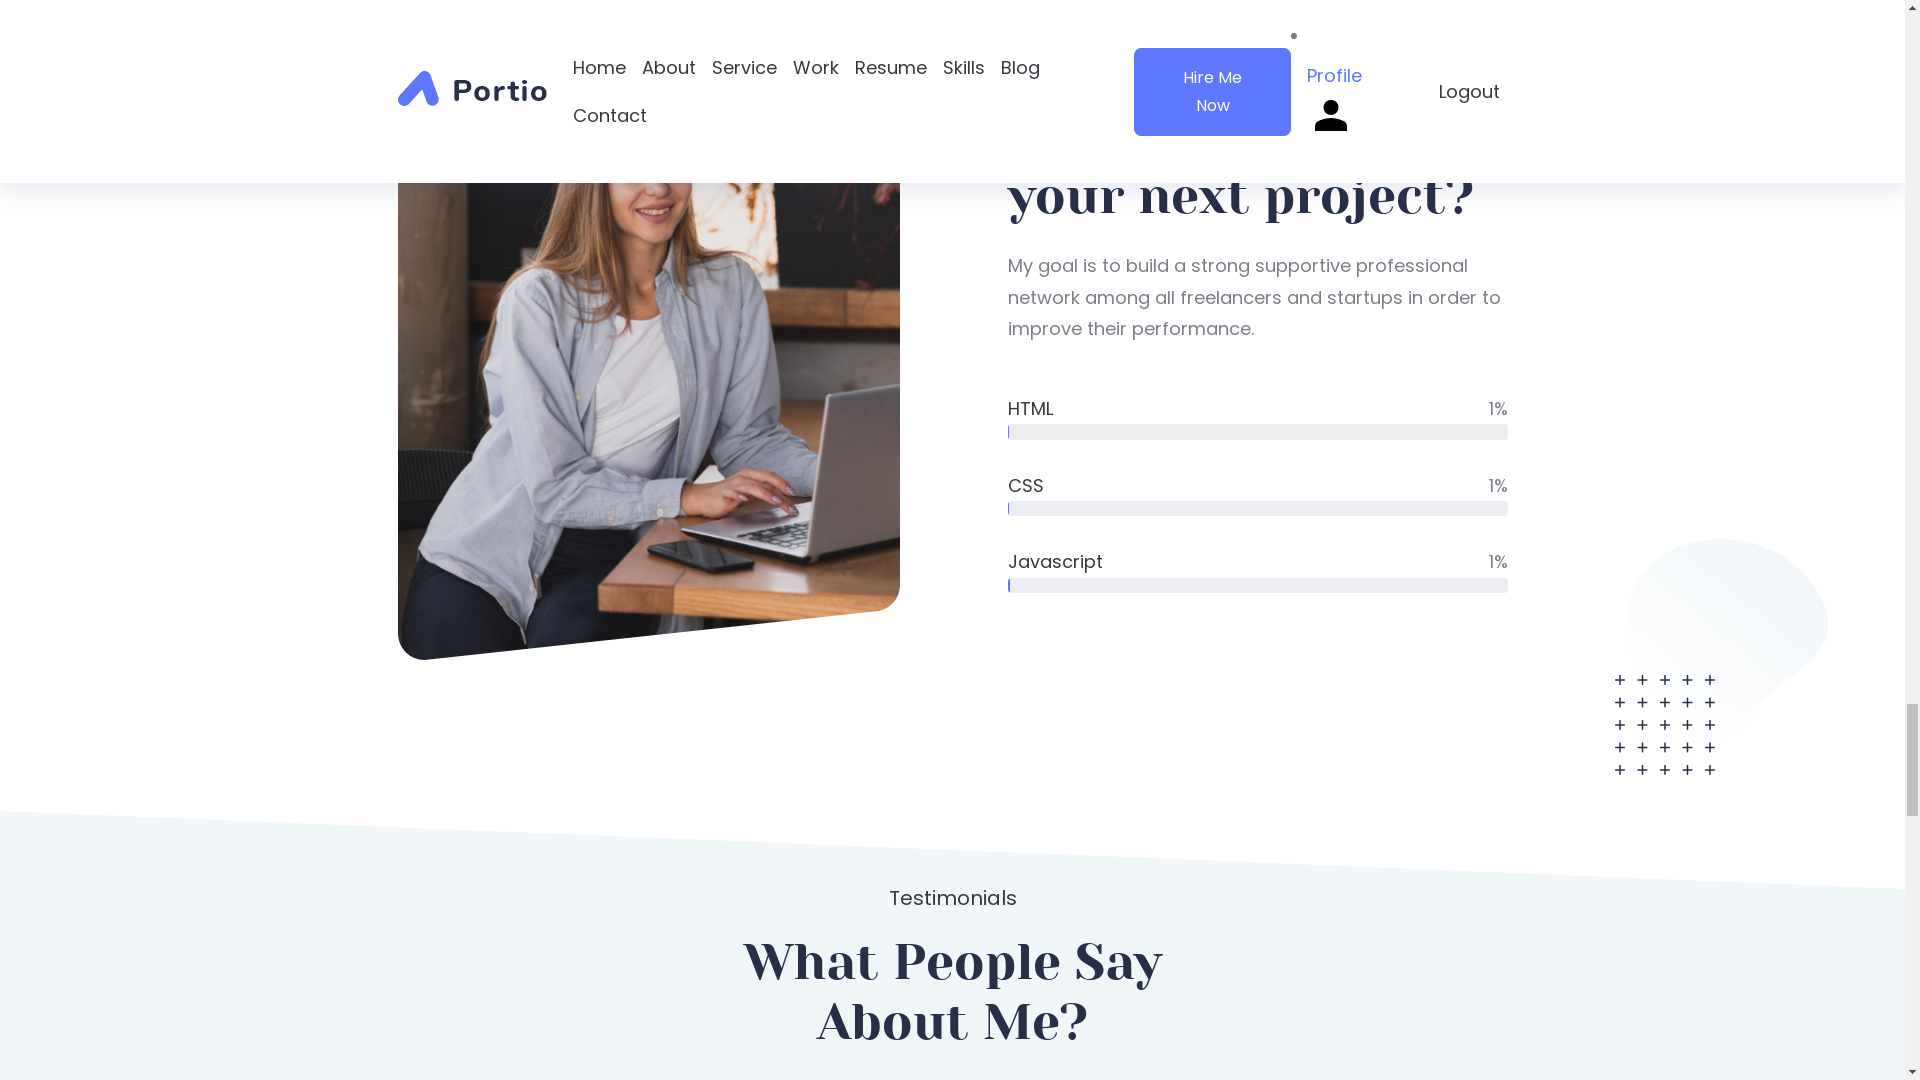 Portio
Home About Service Work Resume Skills Blog
Contact
Hire Me
Now
Profile
Logout
your next project?
My goal is to build a strong supportive professional
network among all freelancers and startups in order to
improve their performance.
HTML 1%
CSS 1%
Javascript 1%
Testimonials
What People Say
About Me?